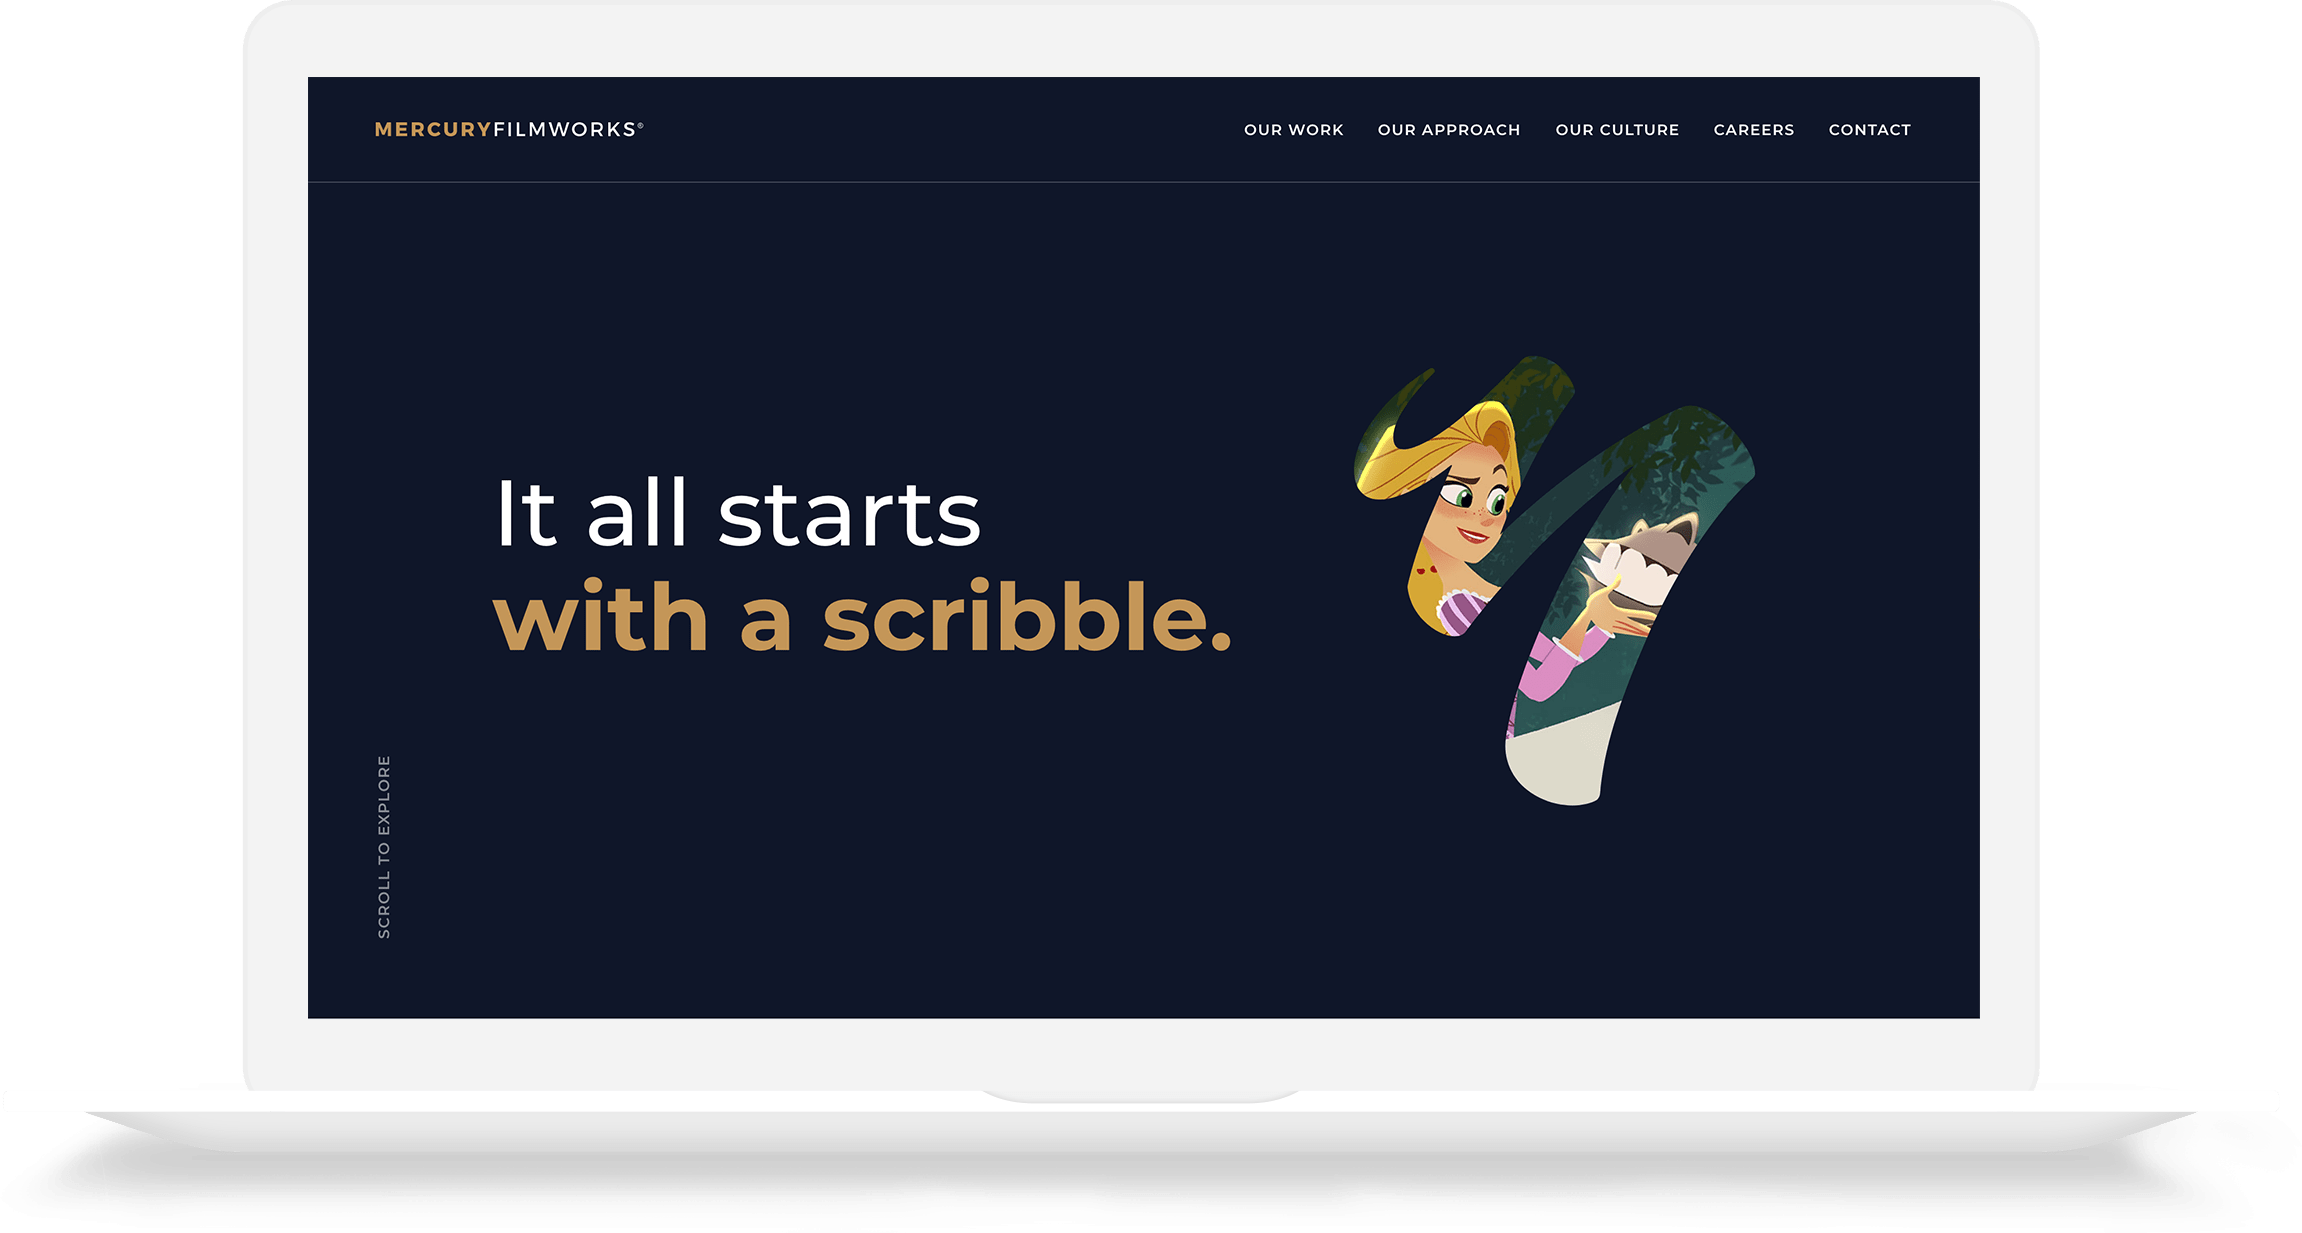 MERCURYFILMWORKS®
OUR WORK OUR APPROACH OUR CULTURE CAREERS CONTACT
It all starts
with a scribble.
SCROLL TO EXPLORE